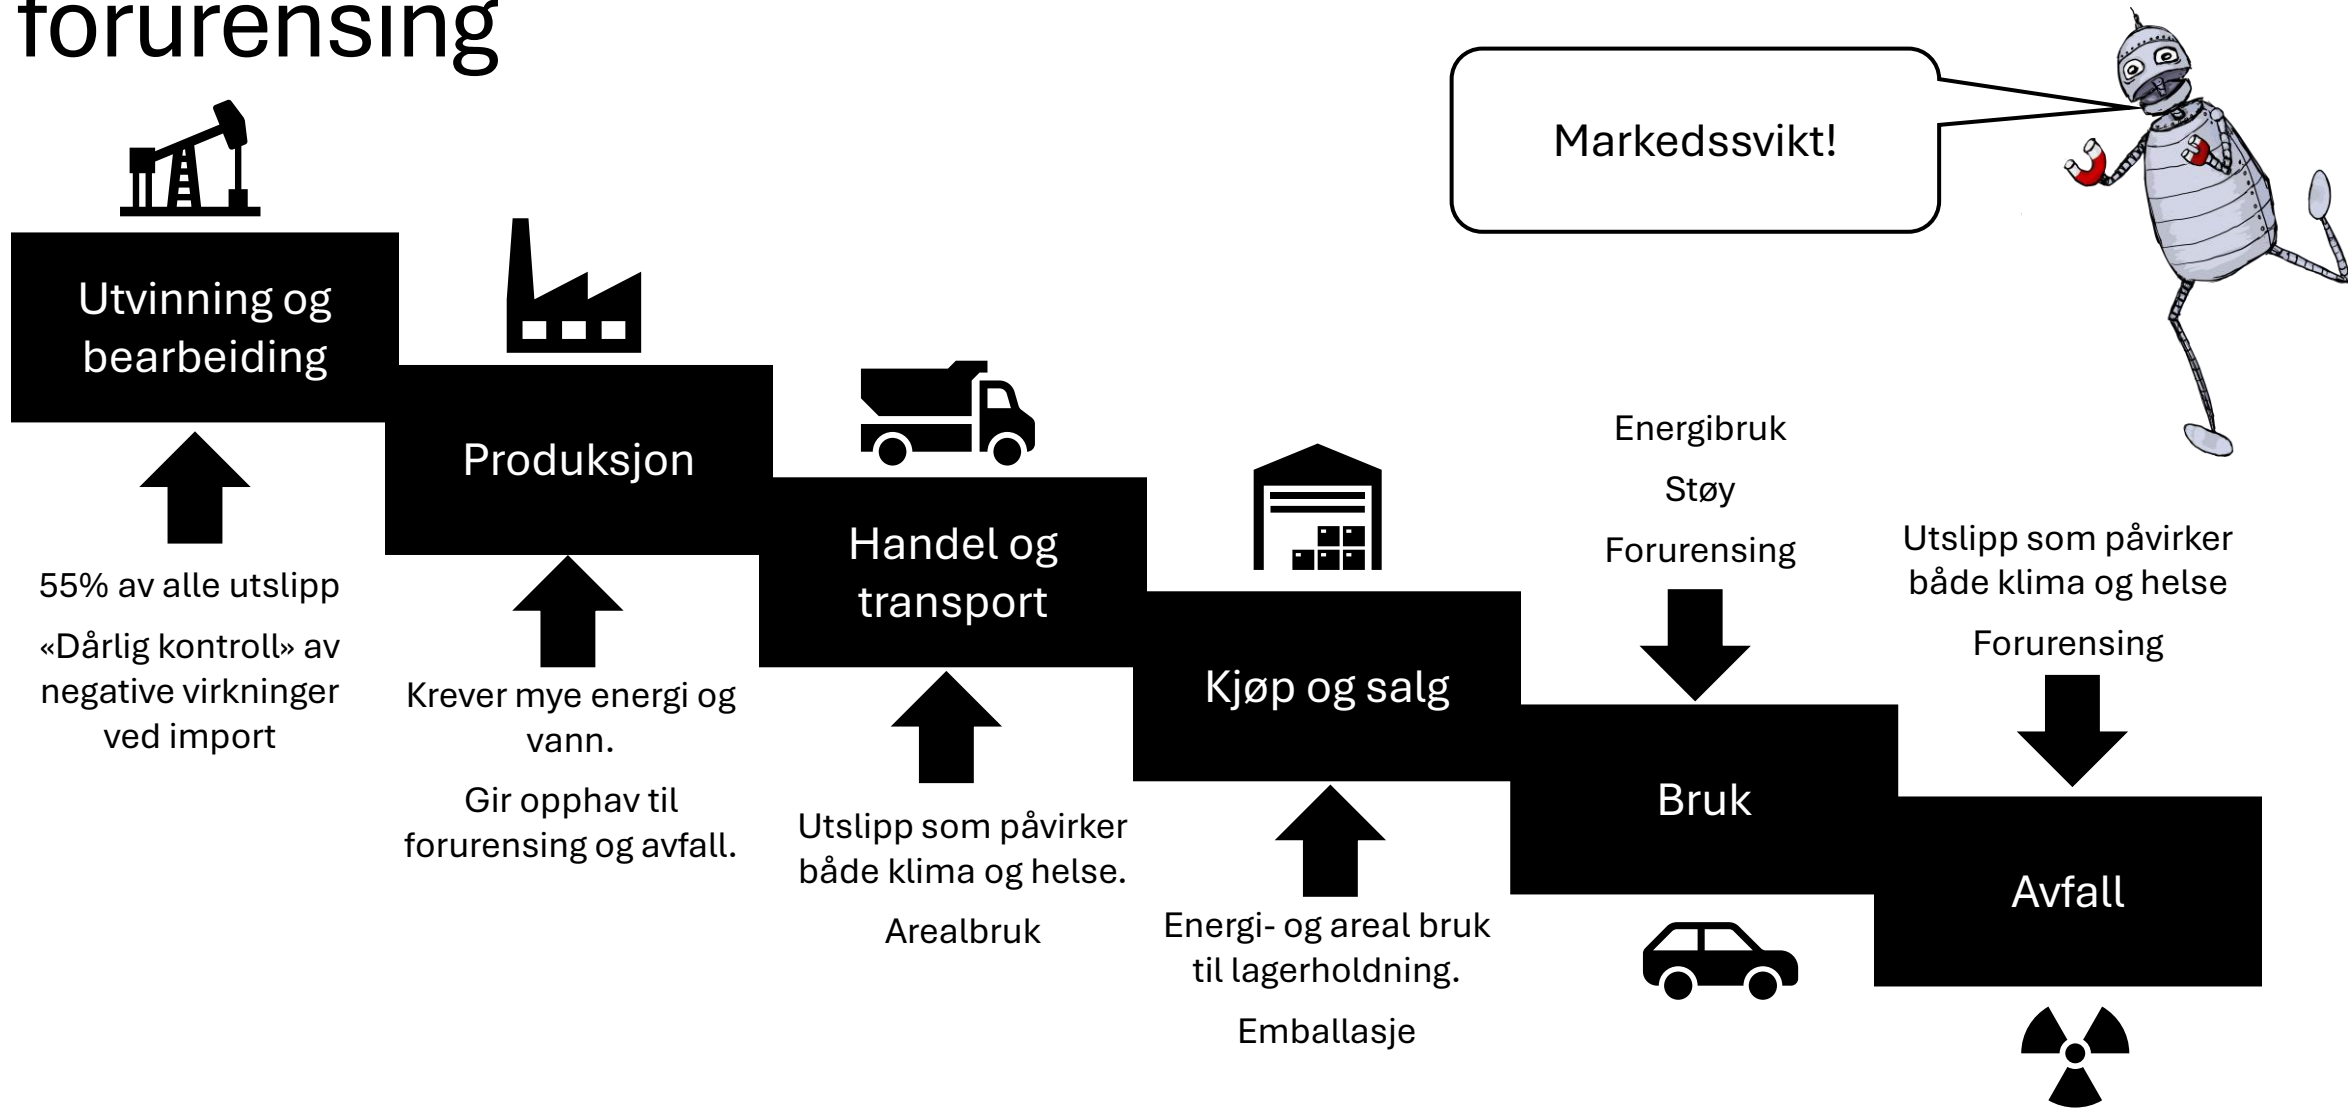 forurensing
Markedssvikt!
Utvinning og
bearbeiding
55% av alle utslipp
«Dårlig kontroll» av
negative virkninger
ved import
Produksjon
Krever mye energi og
vann.
Gir opphav til
forurensing og avfall.
Handel og
transport
Utslipp som påvirker
både klima og helse.
Arealbruk
Kjøp og salg
Energi- og areal bruk
til lagerholdning.
Emballasje
Energibruk
Støy
Forurensing
Bruk
Utslipp som påvirker
både klima og helse
Forurensing
Avfall